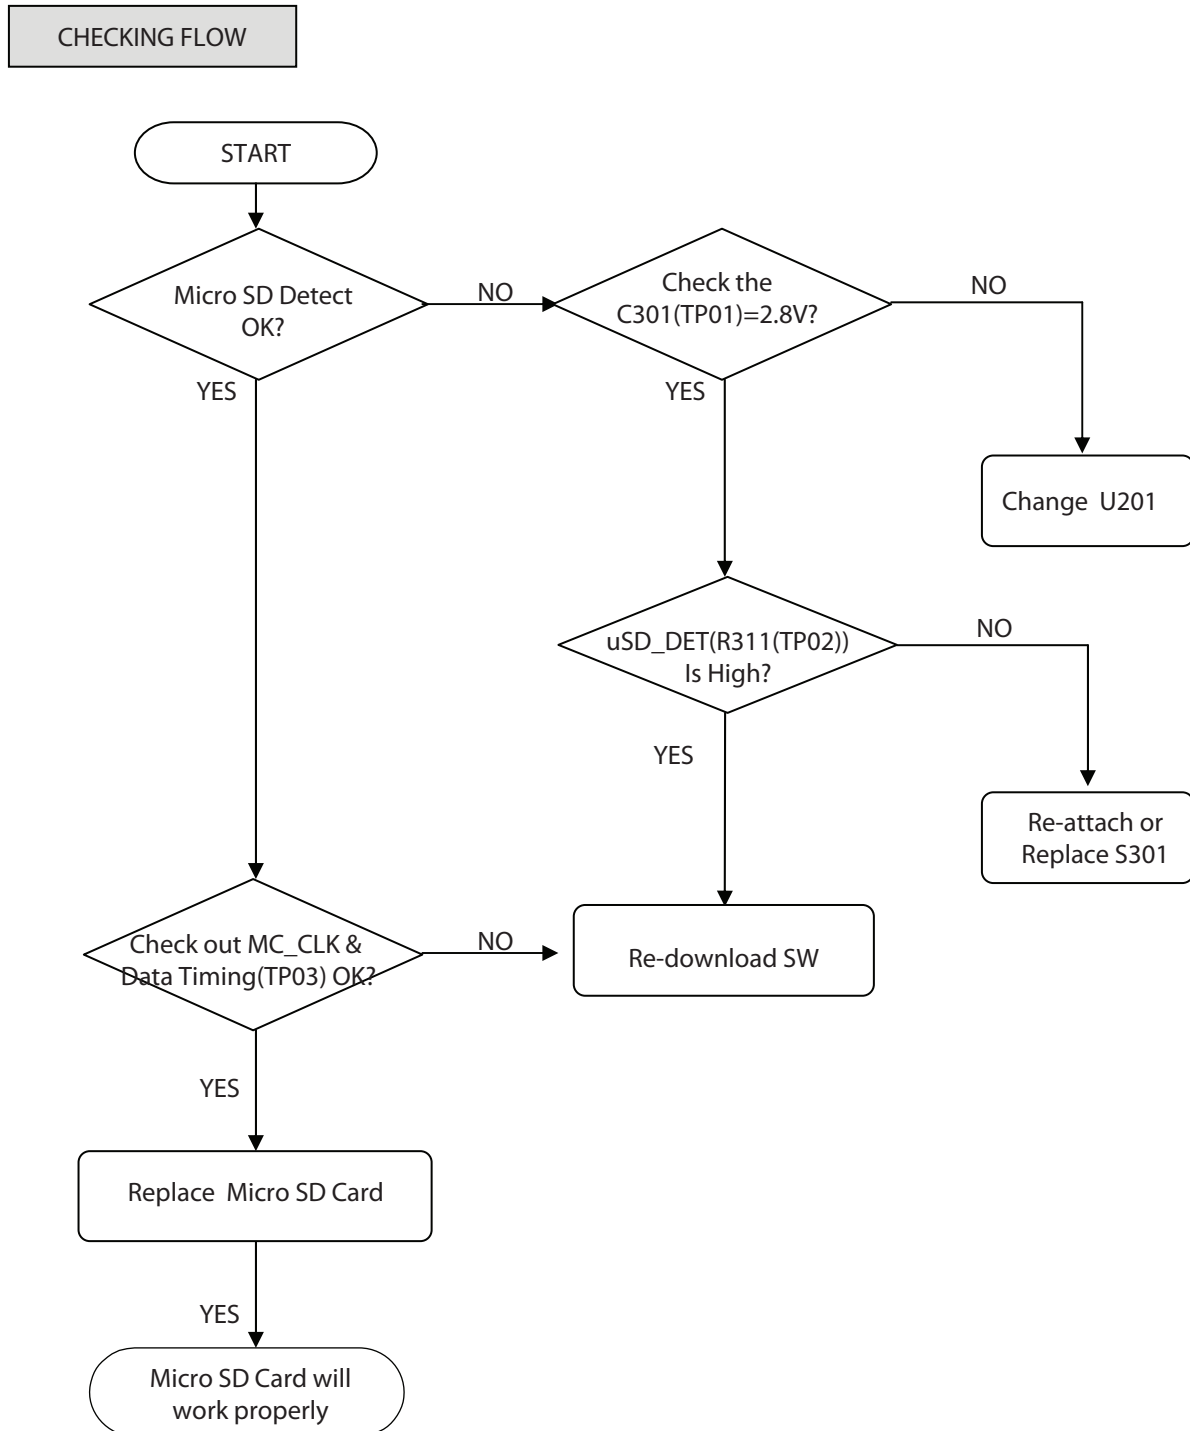 CHECKING FLOW
START
Micro SD Detect
OK?
NO
Check the
C301(TP01)=2.8V?
NO
YES
YES
Change U201
uSD_DET(R311(TP02))
Is High?
NO
YES
Re-attach or
Replace S301
Check out MC_CLK &
Data Timing(TP03) OK?
NO
Re-download SW
YES
Replace Micro SD Card
YES
Micro SD Card will
work properly